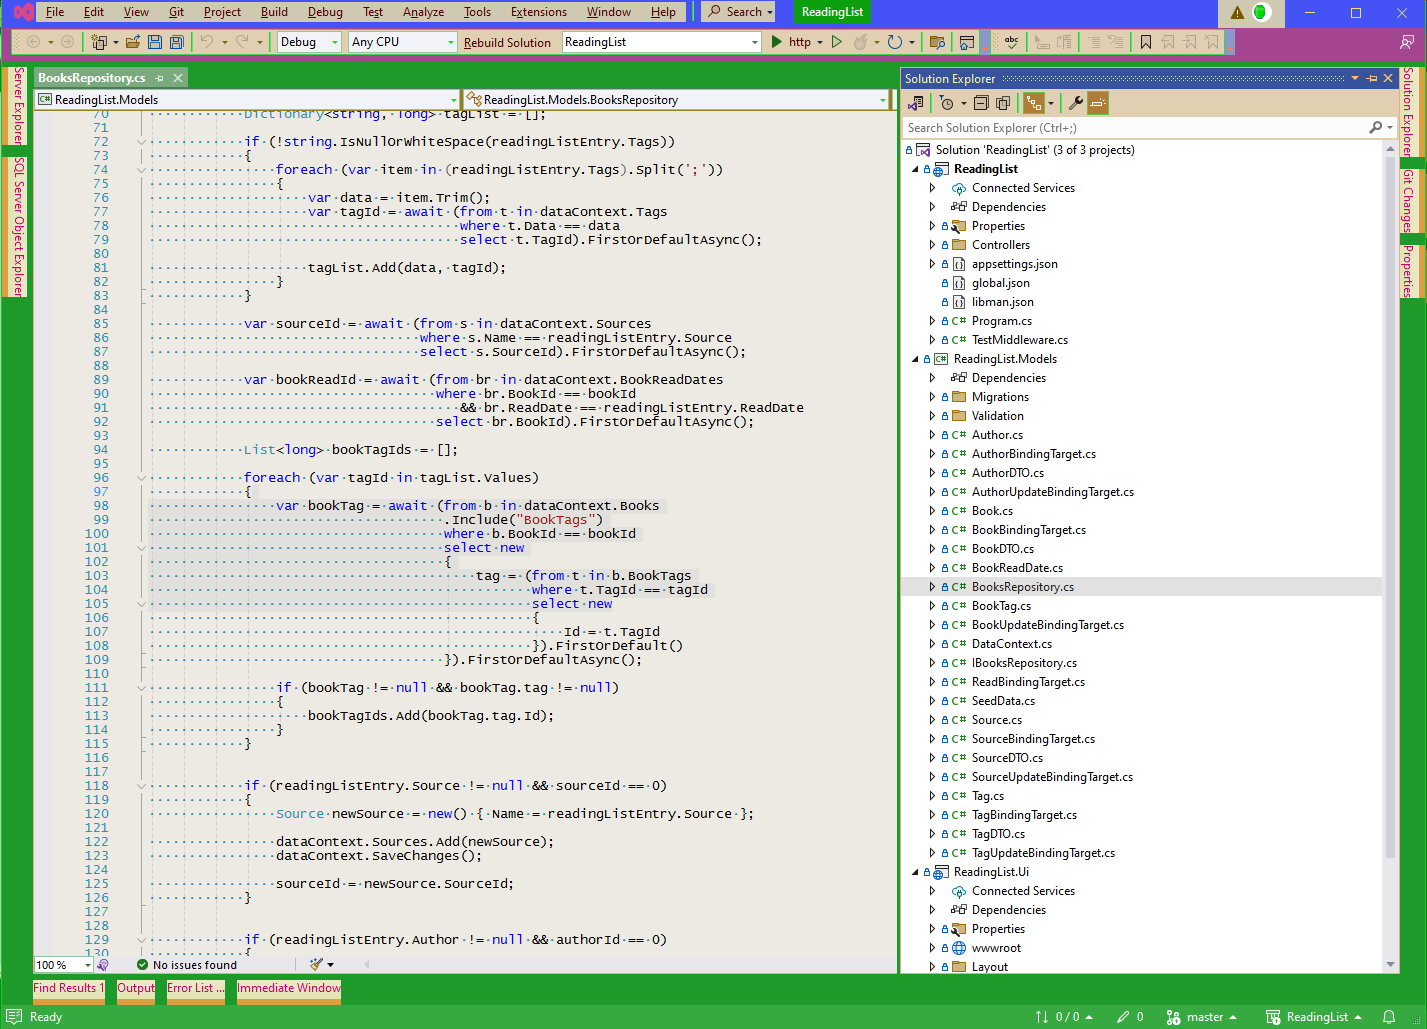 File Edit View Git Project Build Debug Test Analyze Tools Extensions Window Help Search ReadingList
Debug Any CPU Rebuild Solution ReadingList http abc
Server Explorer
SQL Server Object Explorer
BooksRepository.cs
C# ReadingList.Models ReadingList.Models.BooksRepository
70 Dictionary<string, long> tagList = [];
71
72 if (!string.IsNullOrWhiteSpace(readingListEntry.Tags))
73 {
74 foreach (var item in (readingListEntry.Tags).Split(';'))
75 {
76 var data = item.Trim();
77 var tagId = await (from t in dataContext.Tags
78 where t.Data == data
79 select t.TagId).FirstOrDefaultAsync();
80
81 tagList.Add(data, tagId);
82 }
83 }
84
85 var sourceId = await (from s in dataContext.Sources
86 where s.Name == readingListEntry.Source
87 select s.SourceId).FirstOrDefaultAsync();
88
89 var bookReadId = await (from br in dataContext.BookReadDates
90 where br.BookId == bookId
91 && br.ReadDate == readingListEntry.ReadDate
92 select br.BookId).FirstOrDefaultAsync();
93
94 List<long> bookTagIds = [];
95
96 foreach (var tagId in tagList.Values)
97 {
98 var bookTag = await (from b in dataContext.Books
99 .Include("BookTags")
100 where b.BookId == bookId
101 select new
102 {
103 tag = (from t in b.BookTags
104 where t.TagId == tagId
105 select new
106 {
107 Id = t.TagId
108 }).FirstOrDefault()
109 }).FirstOrDefaultAsync();
110
111 if (bookTag != null && bookTag.tag != null)
112 {
113 bookTagIds.Add(bookTag.tag.Id);
114 }
115 }
116
117
118 if (readingListEntry.Source != null && sourceId == 0)
119 {
120 Source newSource = new() { Name = readingListEntry.Source };
121
122 dataContext.Sources.Add(newSource);
123 dataContext.SaveChanges();
124
125 sourceId = newSource.SourceId;
126 }
127
128
129 if (readingListEntry.Author != null && authorId == 0)
130 {
100 % No issues found
Solution Explorer
Search Solution Explorer (Ctrl+;)
Solution 'ReadingList' (3 of 3 projects)
ReadingList
Connected Services
Dependencies
Properties
Controllers
appsettings.json
global.json
libman.json
C# Program.cs
C# TestMiddleware.cs
C# ReadingList.Models
Dependencies
Migrations
Validation
C# Author.cs
C# AuthorBindingTarget.cs
C# AuthorDTO.cs
C# AuthorUpdateBindingTarget.cs
C# Book.cs
C# BookBindingTarget.cs
C# BookDTO.cs
C# BookReadDate.cs
C# BooksRepository.cs
C# BookTag.cs
C# BookUpdateBindingTarget.cs
C# DataContext.cs
C# IBooksRepository.cs
C# ReadBindingTarget.cs
C# SeedData.cs
C# Source.cs
C# SourceBindingTarget.cs
C# SourceDTO.cs
C# SourceUpdateBindingTarget.cs
C# Tag.cs
C# TagBindingTarget.cs
C# TagDTO.cs
C# TagUpdateBindingTarget.cs
ReadingList.Ui
Connected Services
Dependencies
Properties
wwwroot
Layout
Solution Explorer
Git Changes
Properties
Find Results 1 Output Error List ... Immediate Window
Ready 0 / 0 0 master ReadingList